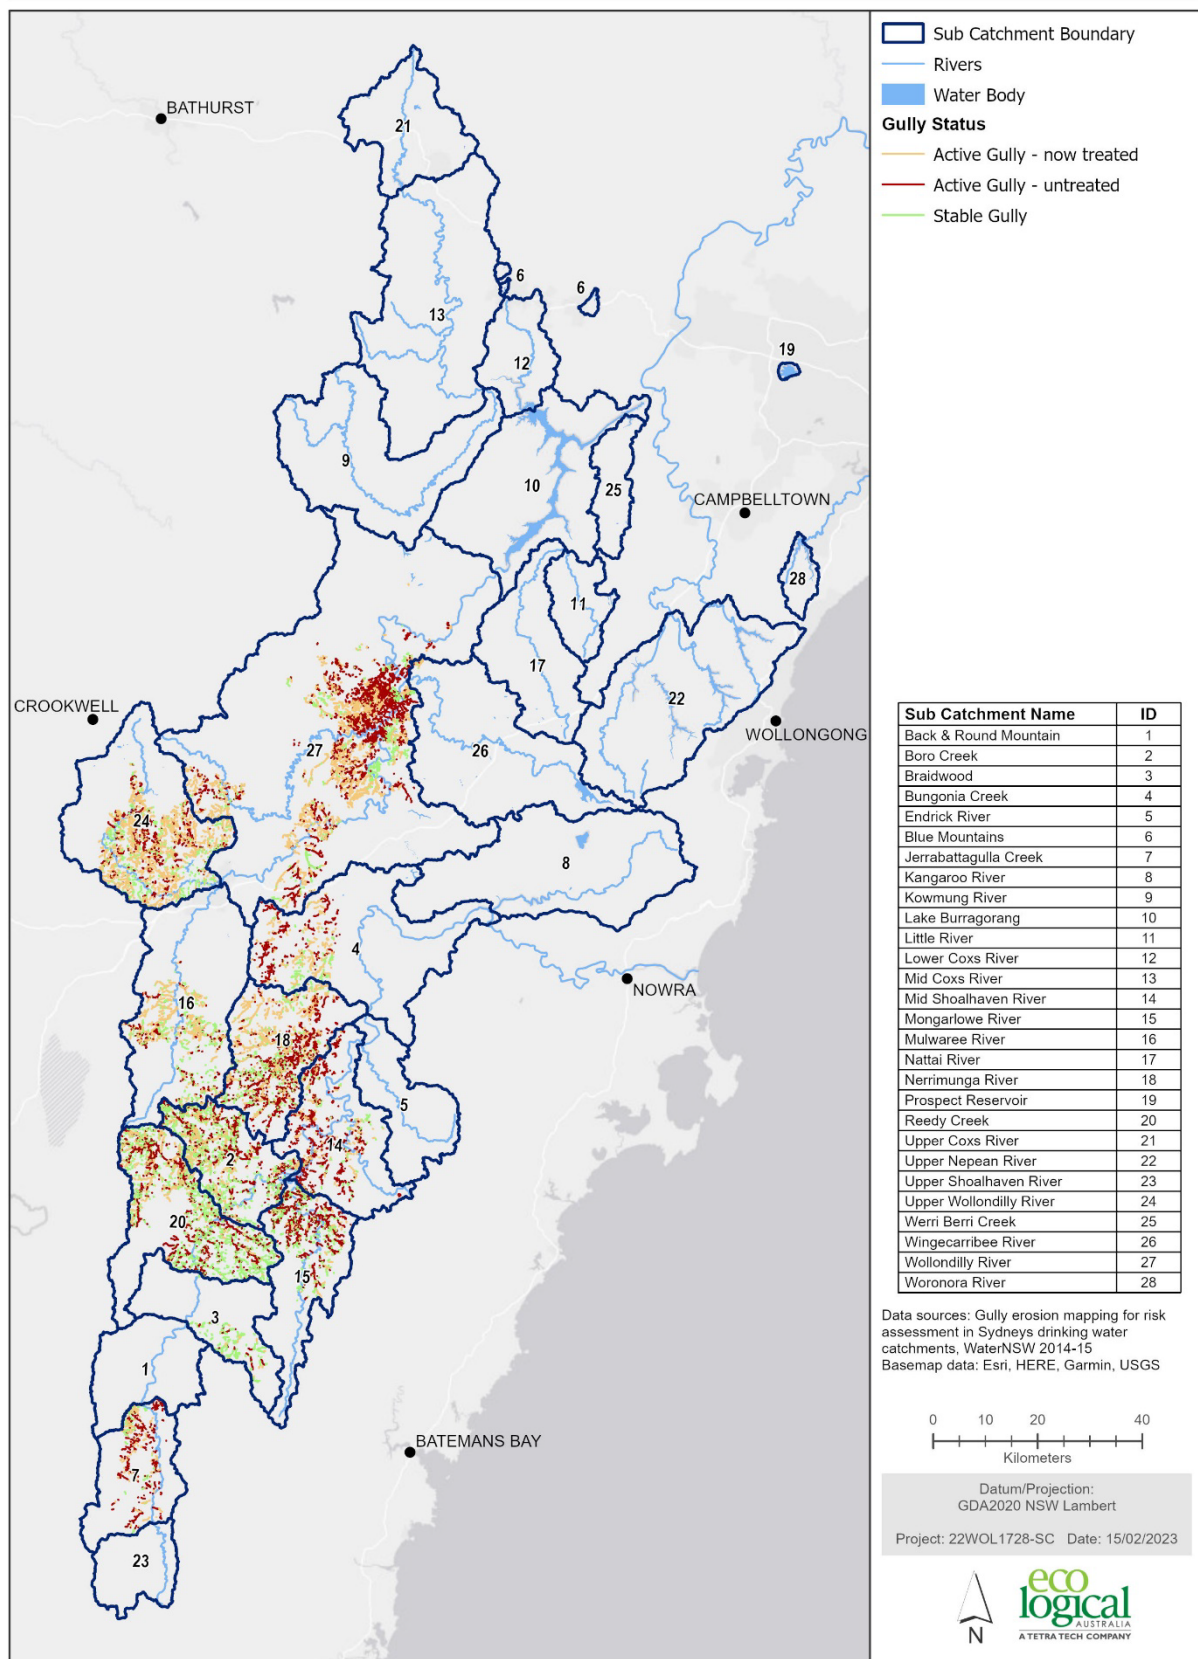 BATHURST
21
6
6
13
19
12
9
10
25
CAMPBELLTOWN
28
11
17
22
CROOKWELL
WOLLONGONG
27
26
24
8
4
16
NOWRA
18
5
14
2
20
15
3
1
BATEMANS BAY
7
23
Sub Catchment Boundary
Rivers
Water Body
Gully Status
Active Gully - now treated
Active Gully - untreated
Stable Gully
Sub Catchment Name ID
Back & Round Mountain 1
Boro Creek 2
Braidwood 3
Bungonia Creek 4
Endrick River 5
Blue Mountains 6
Jerrabattagulla Creek 7
Kangaroo River 8
Kowmung River 9
Lake Burragorang 10
Little River 11
Lower Coxs River 12
Mid Coxs River 13
Mid Shoalhaven River 14
Mongarlowe River 15
Mulwaree River 16
Nattai River 17
Nerrimunga River 18
Prospect Reservoir 19
Reedy Creek 20
Upper Coxs River 21
Upper Nepean River 22
Upper Shoalhaven River 23
Upper Wollondilly River 24
Werri Berri Creek 25
Wingecarribee River 26
Wollondilly River 27
Woronora River 28
Data sources: Gully erosion mapping for risk
assessment in Sydneys drinking water
catchments, WaterNSW 2014-15
Basemap data: Esri, HERE, Garmin, USGS
0 10 20 40
Kilometers
Datum/Projection:
GDA2020 NSW Lambert
Project: 22WOL1728-SC Date: 15/02/2023
N
eco
logical
AUSTRALIA
A TETRA TECH COMPANY